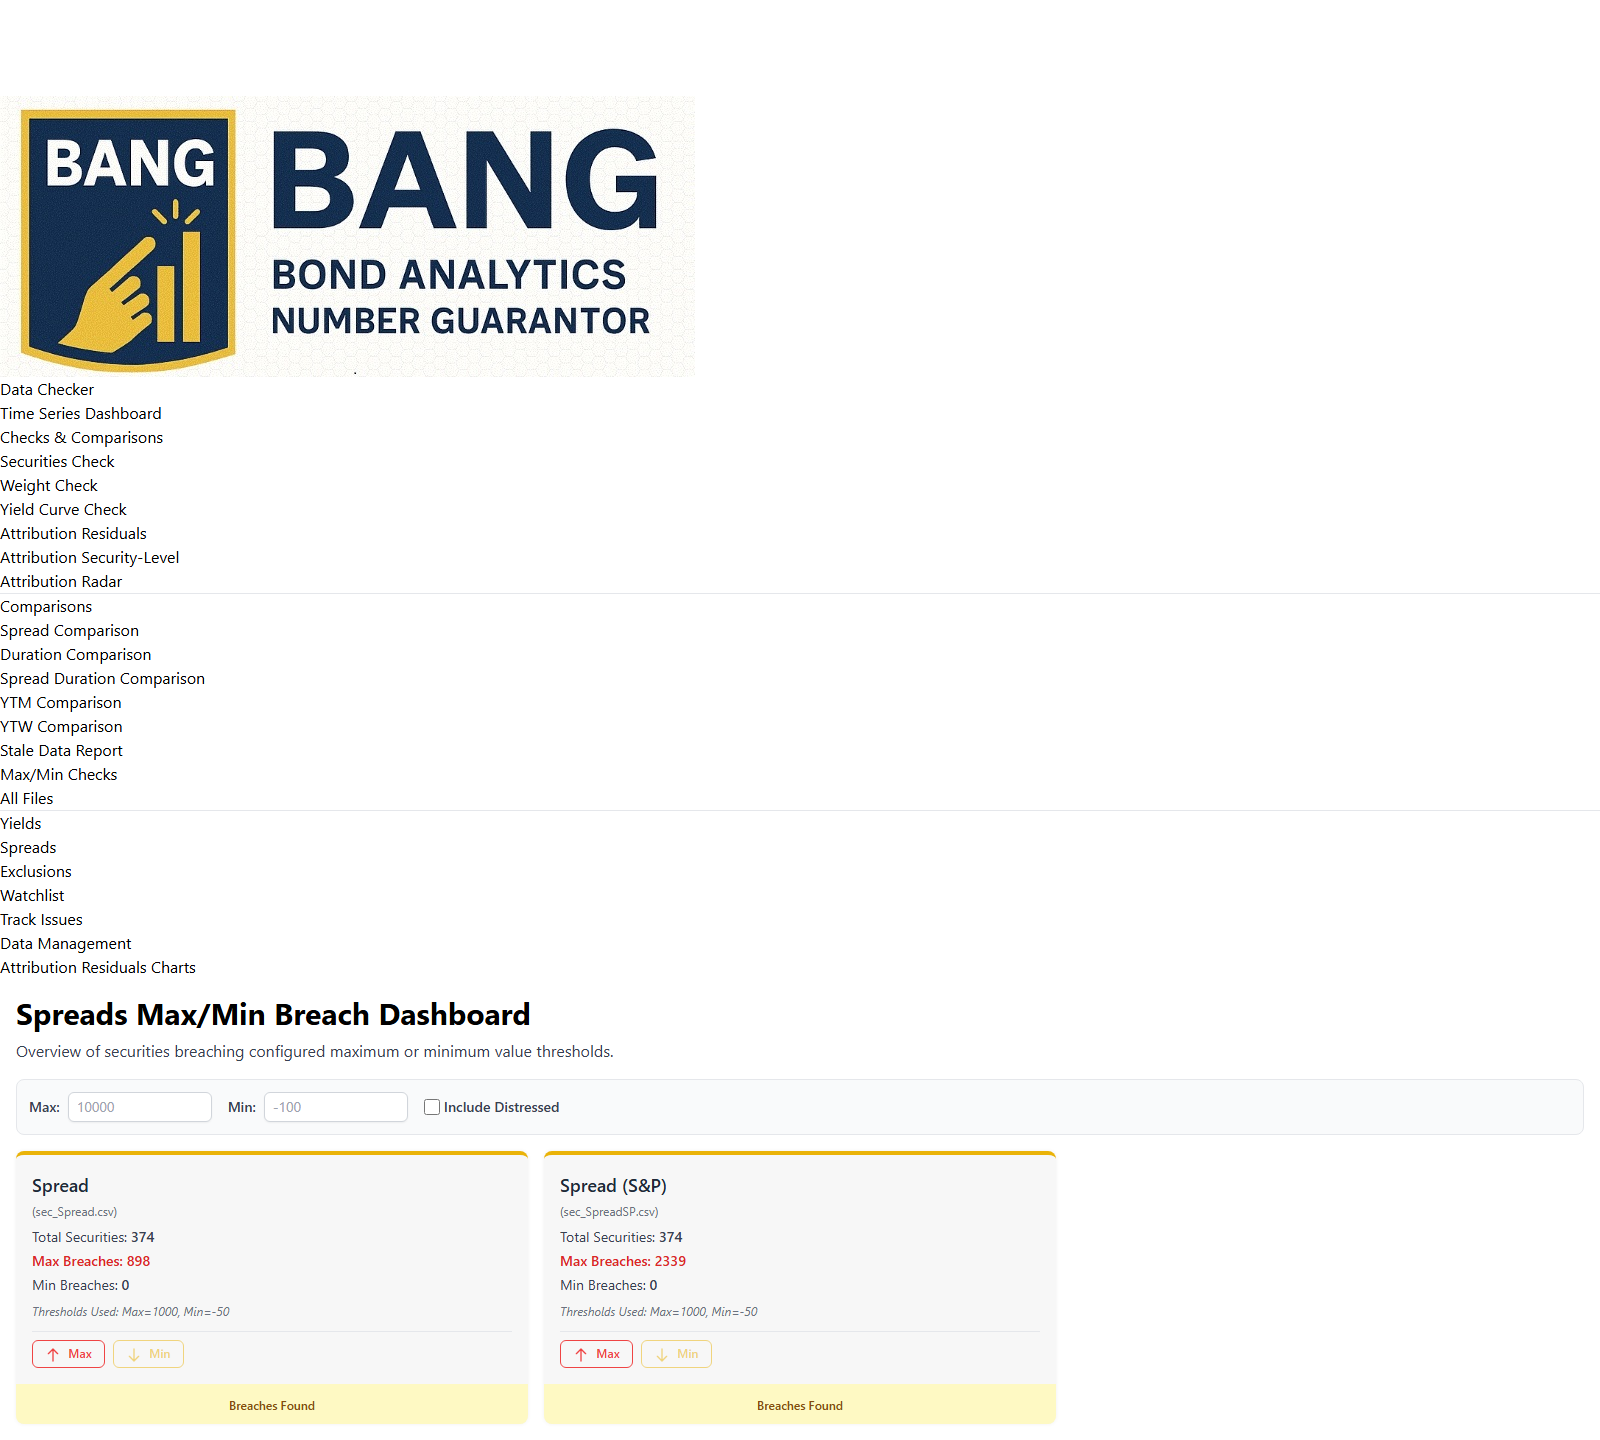 BANG
BANG
BOND ANALYTICS
NUMBER GUARANTOR
Data Checker
Time Series Dashboard
Checks & Comparisons
Securities Check
Weight Check
Yield Curve Check
Attribution Residuals
Attribution Security-Level
Attribution Radar
Comparisons
Spread Comparison
Duration Comparison
Spread Duration Comparison
YTM Comparison
YTW Comparison
Stale Data Report
Max/Min Checks
All Files
Yields
Spreads
Exclusions
Watchlist
Track Issues
Data Management
Attribution Residuals Charts
Spreads Max/Min Breach Dashboard
Overview of securities breaching configured maximum or minimum value thresholds.
Max: 10000 Min: -100 Include Distressed
Spread
(sec_Spread.csv)
Total Securities: 374
Max Breaches: 898
Min Breaches: 0
Thresholds Used: Max=1000, Min=-50
↑ Max ↓ Min
Breaches Found
Spread (S&P)
(sec_SpreadSP.csv)
Total Securities: 374
Max Breaches: 2339
Min Breaches: 0
Thresholds Used: Max=1000, Min=-50
↑ Max ↓ Min
Breaches Found